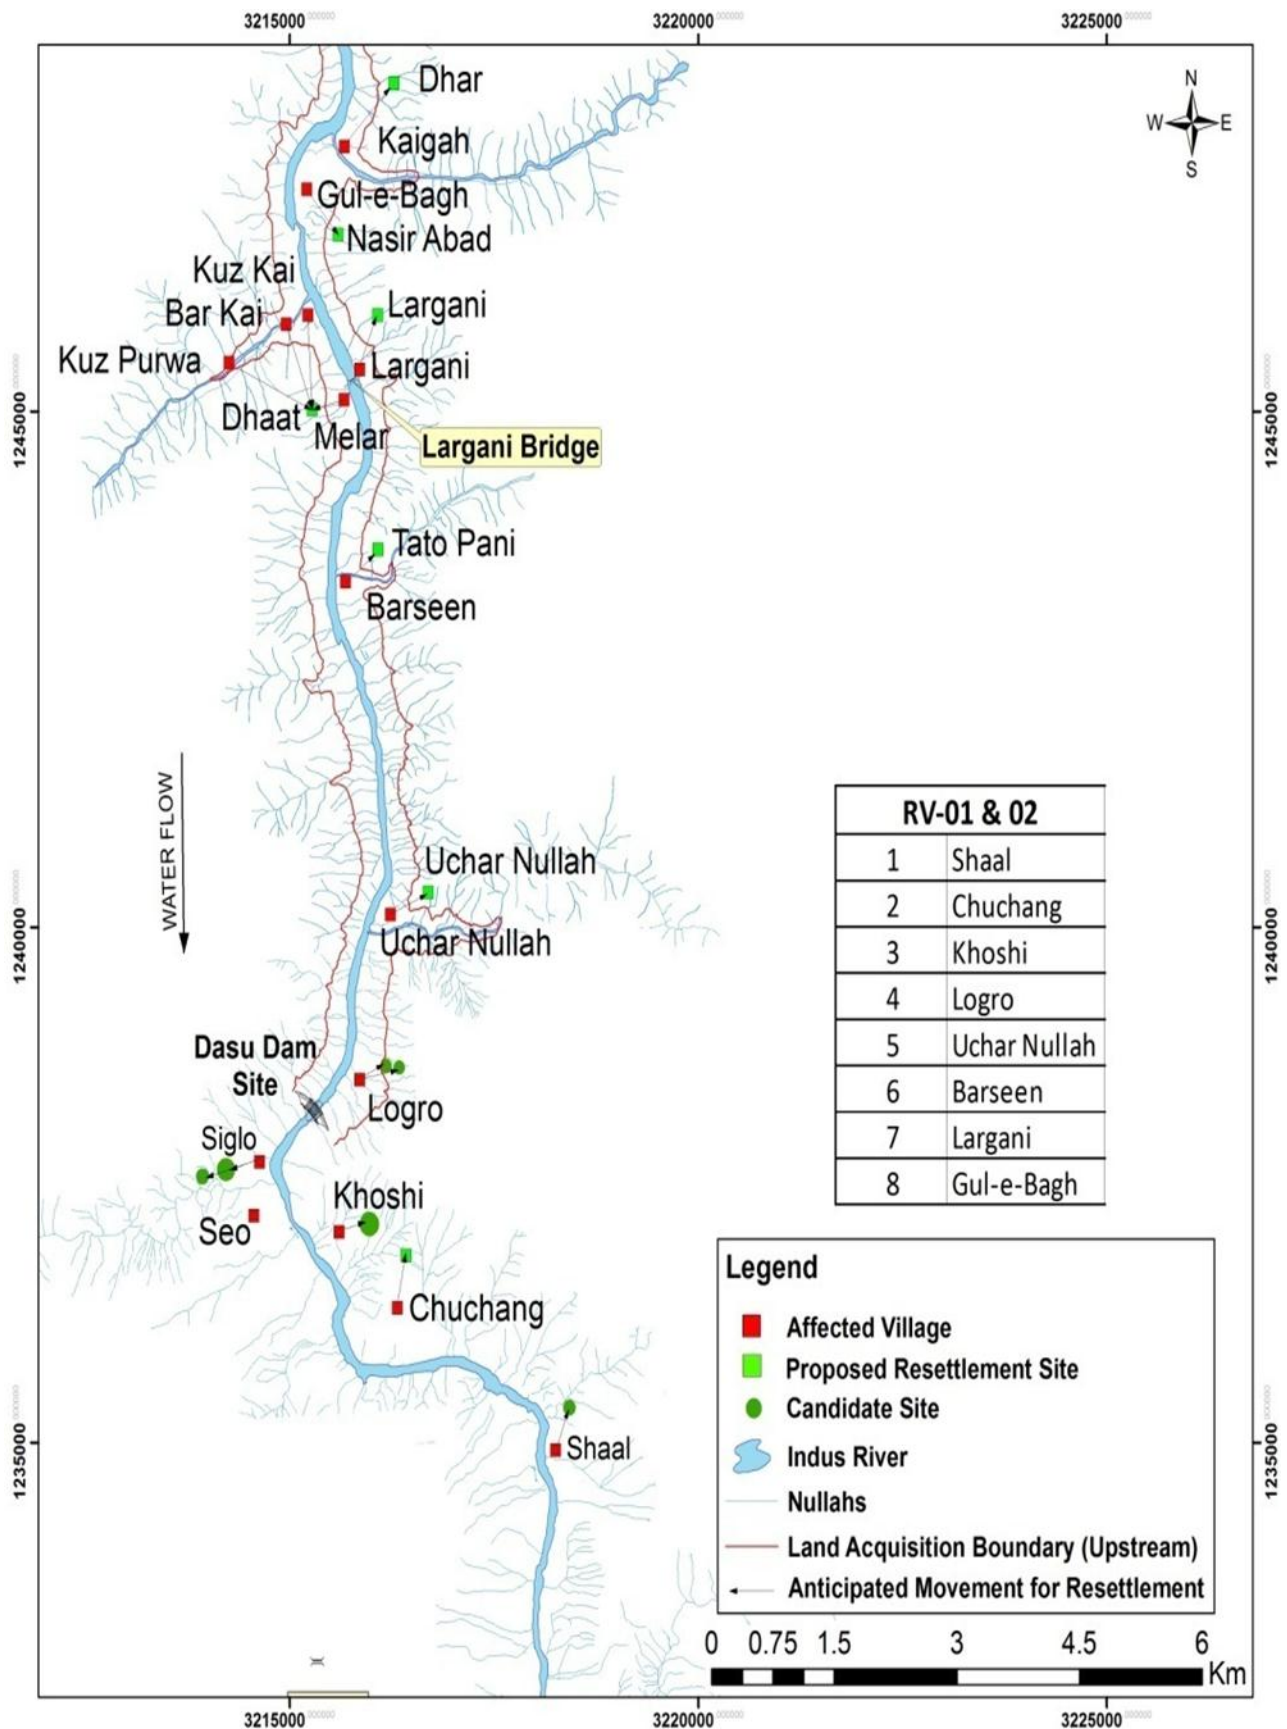 3215000
3220000
3225000
N
W
E
S
Dhar
Kaigah
Gul-e-Bagh
Nasir Abad
Kuz Kai
Bar Kai
Largani
Kuz Purwa
Largani
Dhaat
Melar
Largani Bridge
12445000
12445000
Tato Pani
Barseen
WATER FLOW
Uchar Nullah
Uchar Nullah
1240000
1240000
RV-01 & 02
1 Shaal
2 Chuchang
3 Khoshi
4 Logro
5 Uchar Nullah
6 Barseen
7 Largani
8 Gul-e-Bagh
Dasu Dam
Site
Logro
Siglo
Khoshi
Seo
Chuchang
Shaal
1235000
1235000
Legend
Affected Village
Proposed Resettlement Site
Candidate Site
Indus River
Nullahs
Land Acquisition Boundary (Upstream)
Anticipated Movement for Resettlement
0 0.75 1.5 3 4.5 6
Km
3215000
3220000
3225000